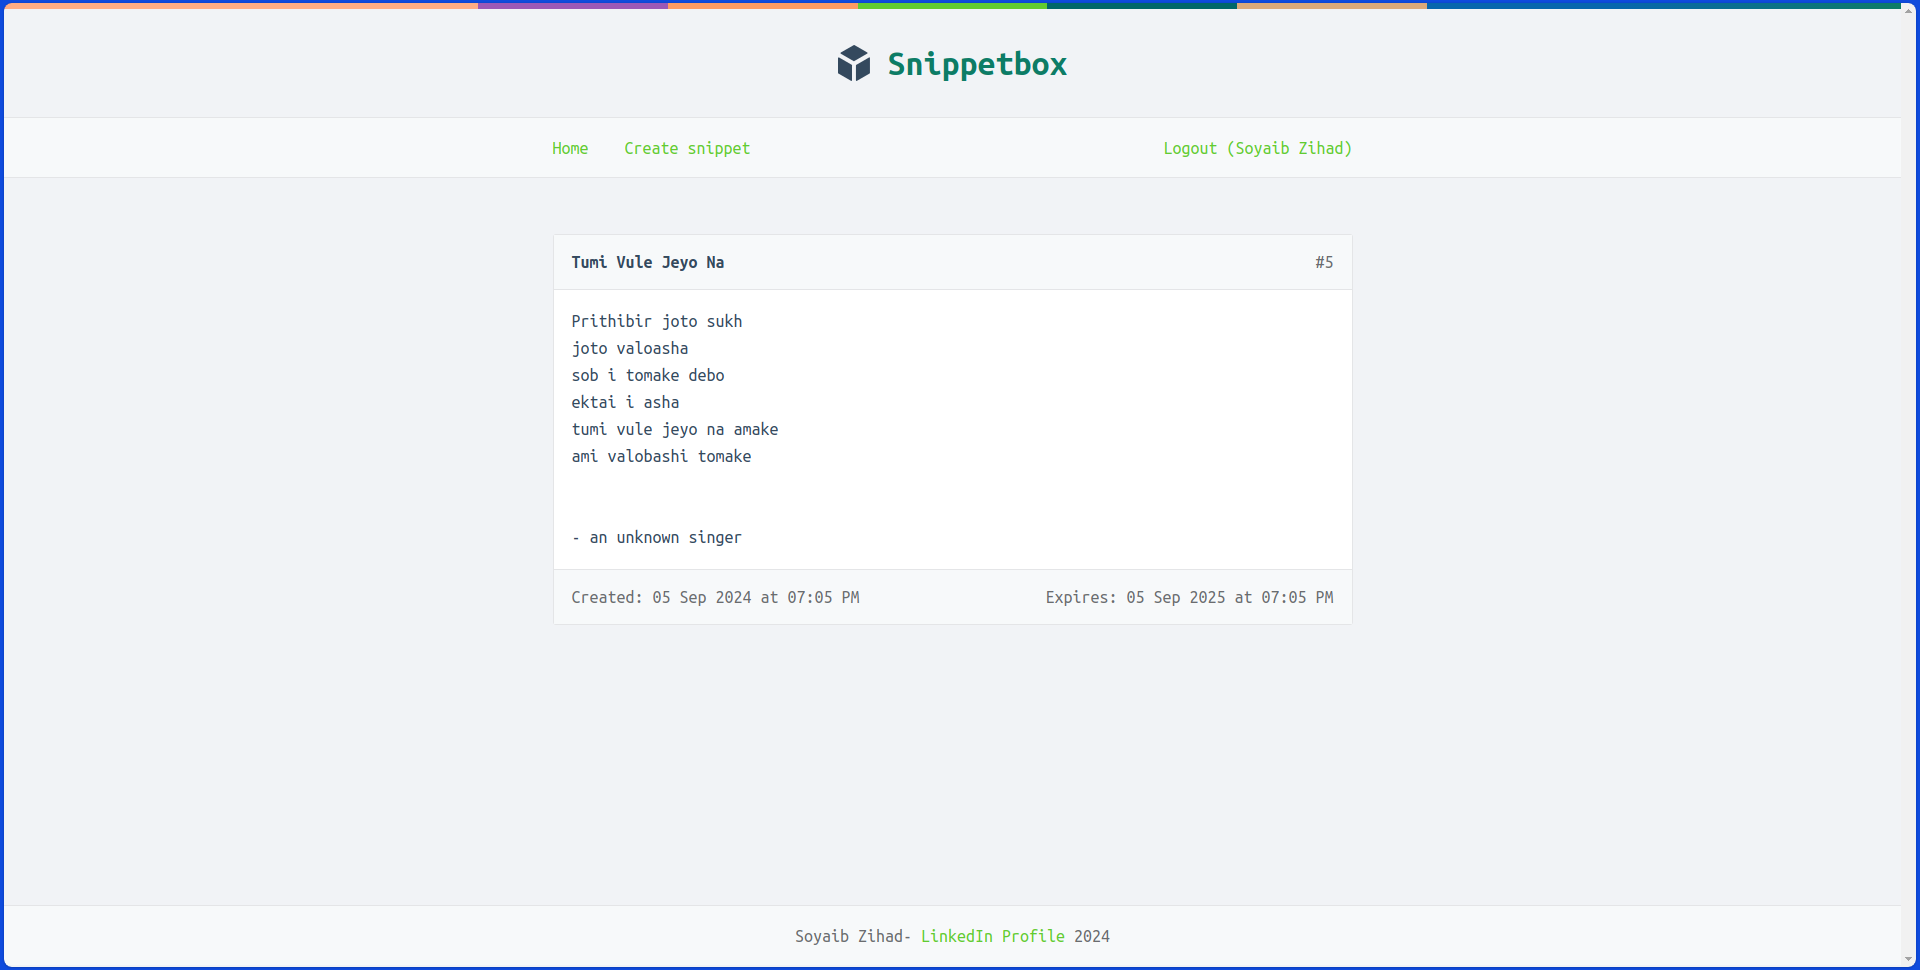 Snippetbox
Home Create snippet Logout (Soyaib Zihad)
Tumi Vule Jeyo Na #5
Prithibir joto sukh
joto valoasha
sob i tomake debo
ektai i asha
tumi vule jeyo na amake
ami valobashi tomake
- an unknown singer
Created: 05 Sep 2024 at 07:05 PM Expires: 05 Sep 2025 at 07:05 PM
Soyaib Zihad- LinkedIn Profile 2024